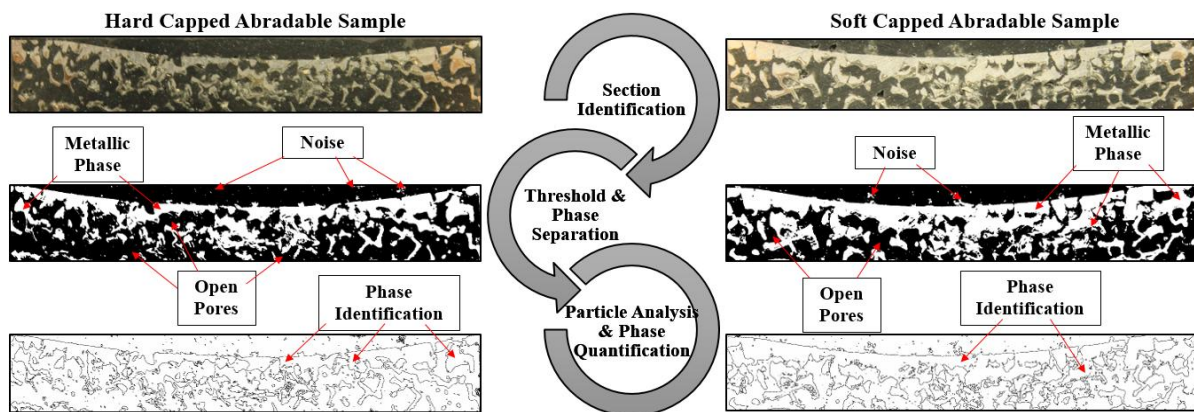 Hard Capped Abradable Sample
Metallic
Phase
Noise
Open
Pores
Phase
Identification
Section
Identification
Threshold &
Phase
Separation
Particle Analysis
& Phase
Quantification
Soft Capped Abradable Sample
Noise
Metallic
Phase
Open
Pores
Phase
Identification